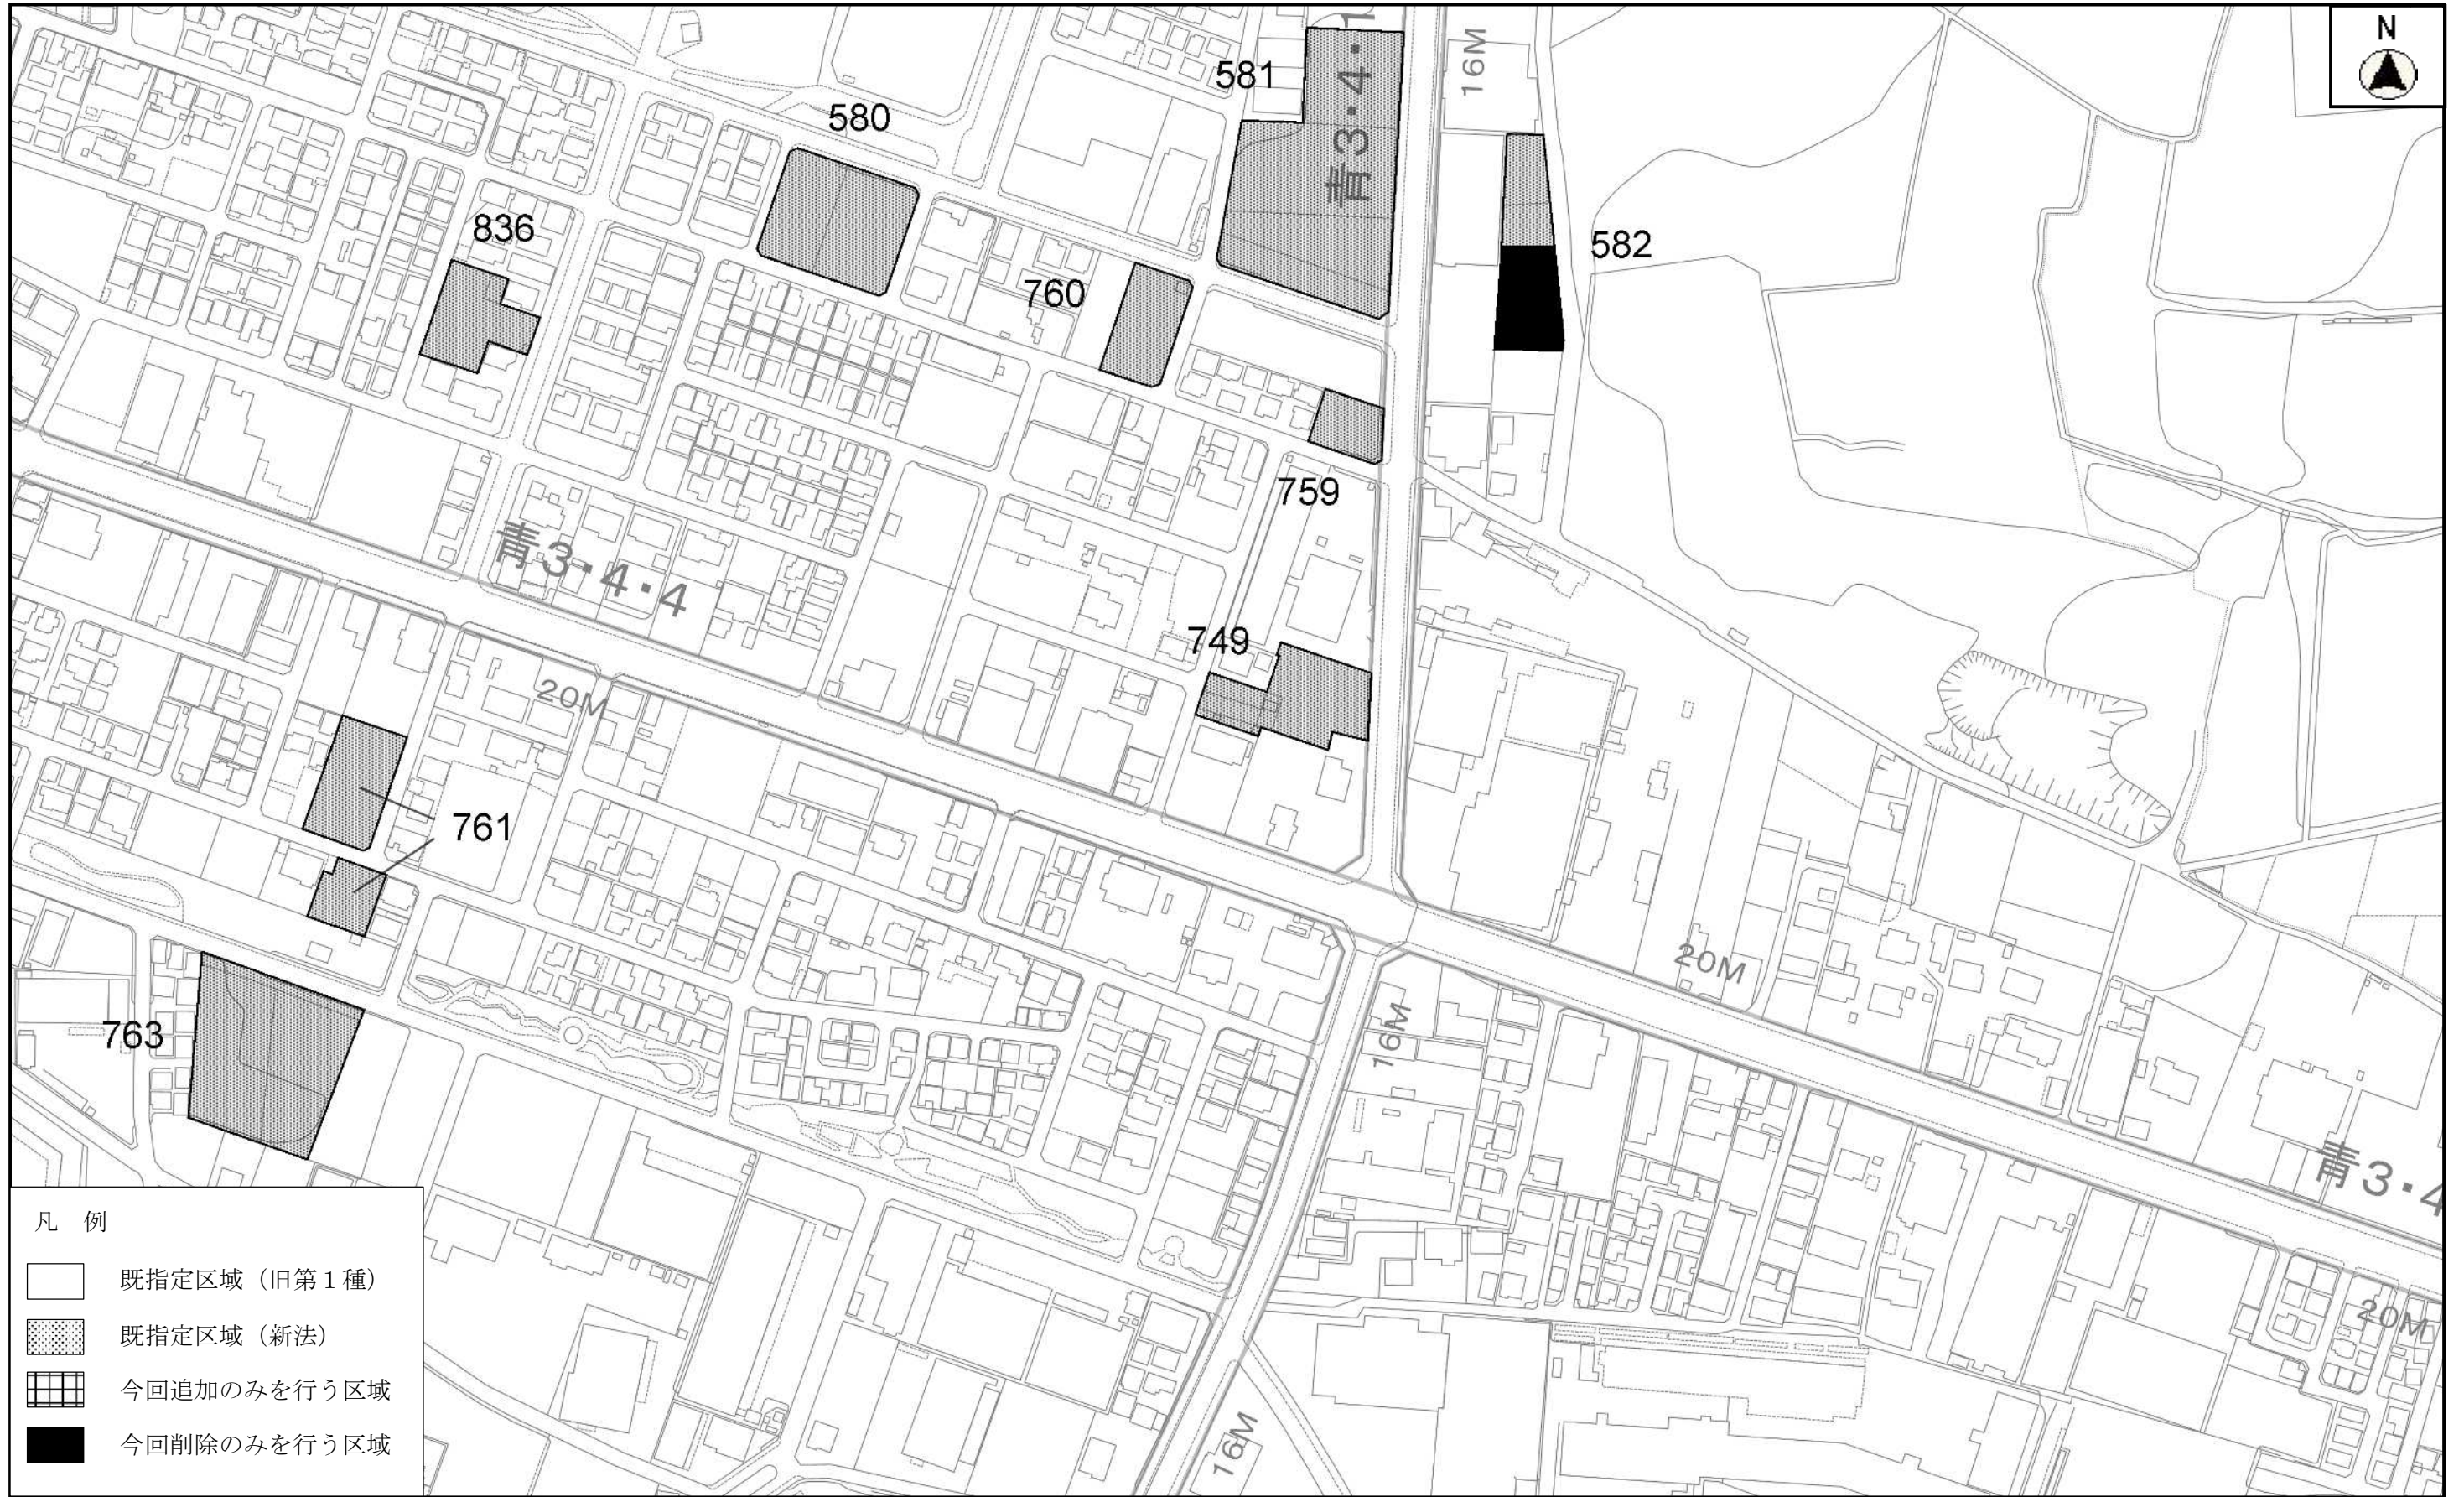 N
青3・4・1
16M
581
580
836
582
760
759
青3・4・4
749
20M
761
20M
763
16M
青3・4
凡 例
既指定区域（旧第１種）
既指定区域（新法）
今回追加のみを行う区域
今回削除のみを行う区域
20M
16M